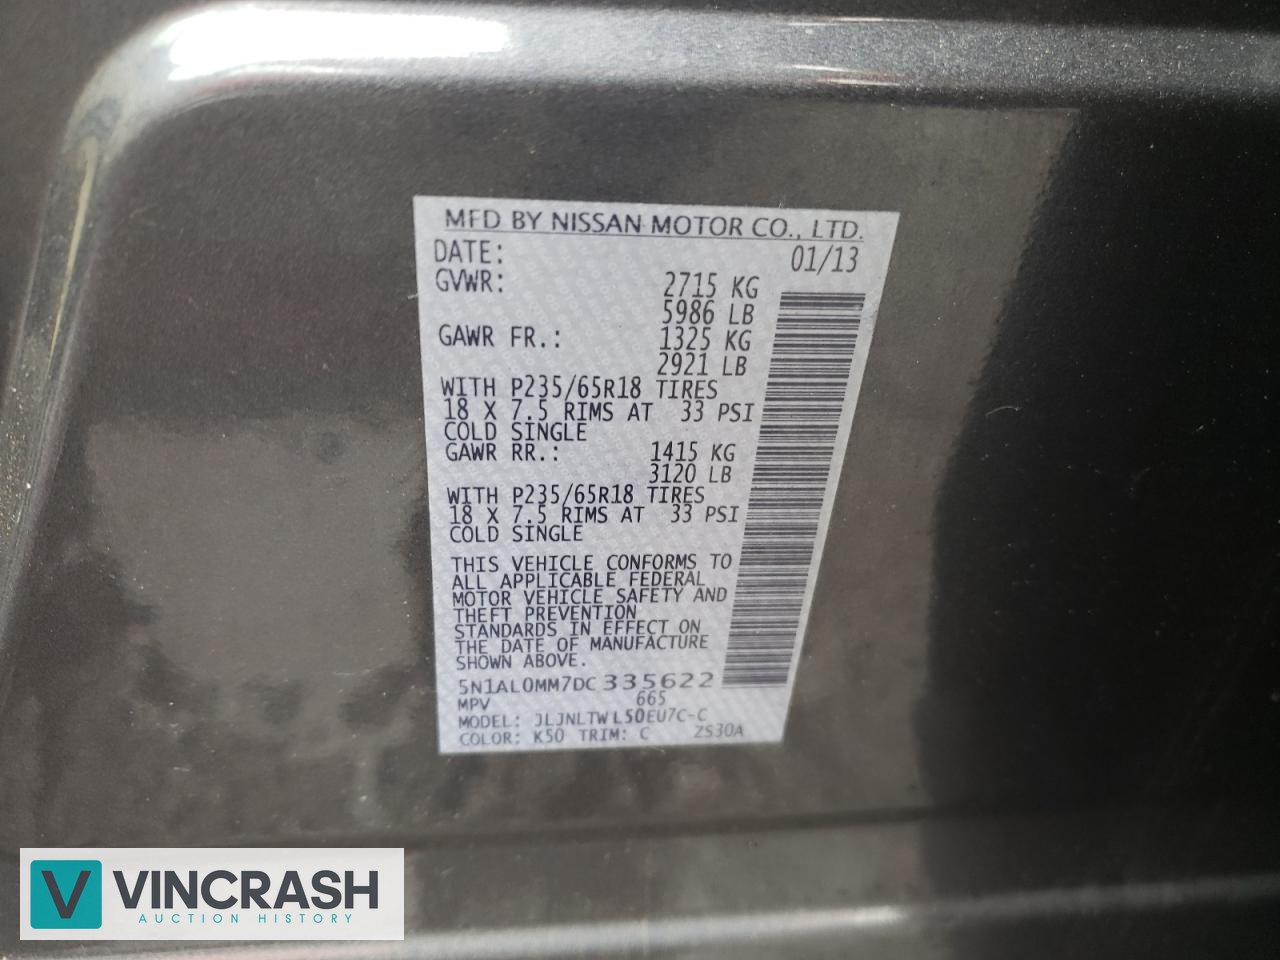 MFD BY NISSAN MOTOR CO., LTD.
DATE: 01/13
GVWR: 2715 KG
5986 LB
GAWR FR.: 1325 KG
2921 LB
WITH P235/65R18 TIRES
18 X 7.5 RIMS AT 33 PSI
COLD SINGLE
GAWR RR.: 1415 KG
3120 LB
WITH P235/65R18 TIRES
18 X 7.5 RIMS AT 33 PSI
COLD SINGLE
THIS VEHICLE CONFORMS TO
ALL APPLICABLE FEDERAL
MOTOR VEHICLE SAFETY AND
THEFT PREVENTION
STANDARDS IN EFFECT ON
THE DATE OF MANUFACTURE
SHOWN ABOVE.
5N1AL0MM7DC335622
MPV 665
MODEL: JLJNLTWL50EU7C-C
COLOR: K50 TRIM: C ZS30A
V VINCRASH
AUCTION HISTORY